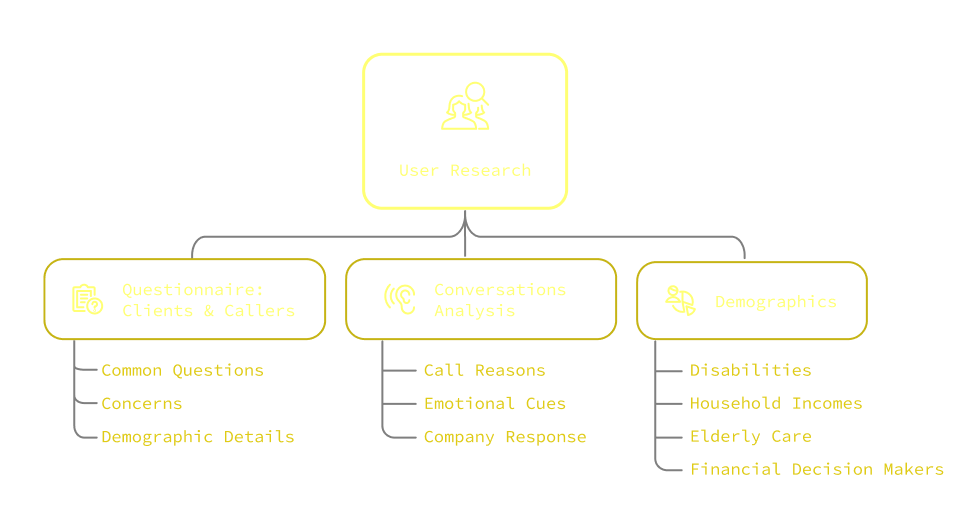 User Research
Questionnaire:
Clients & Callers
Common Questions
Concerns
Demographic Details
Conversations
Analysis
Call Reasons
Emotional Cues
Company Response
Demographics
Disabilities
Household Incomes
Elderly Care
Financial Decision Makers